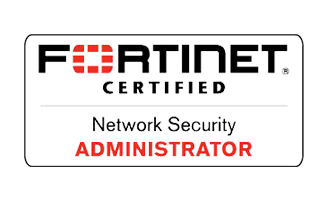 FORTINET®
CERTIFIED
Network Security
ADMINISTRATOR